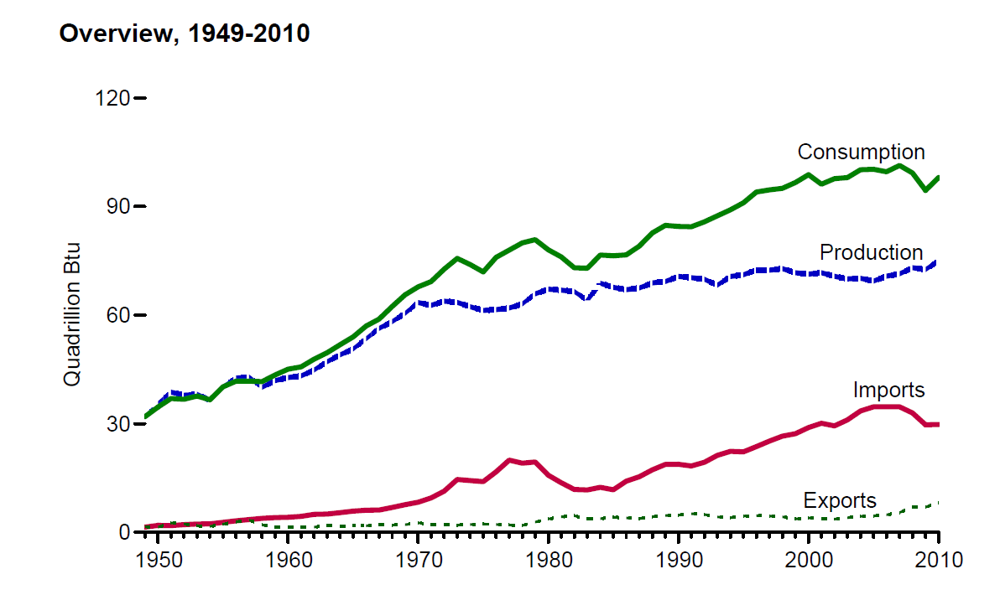 Overview, 1949-2010
120
Consumption
90
Production
Quadrillion Btu
60
Imports
30
Exports
0
1950 1960 1970 1980 1990 2000 2010